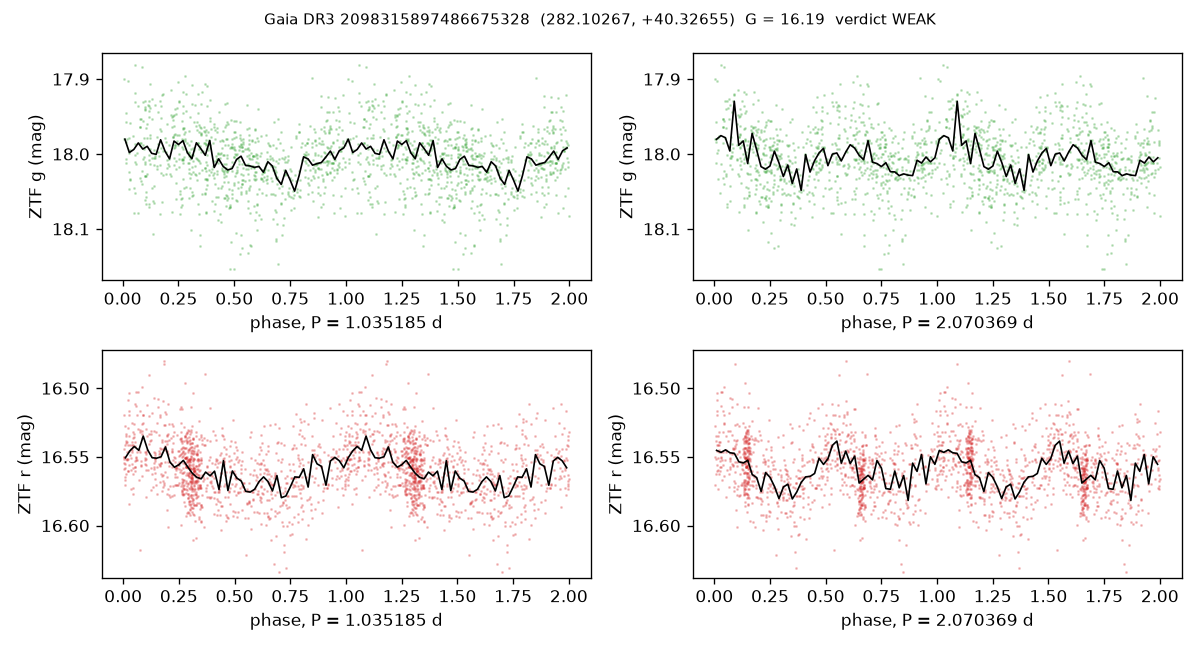 Gaia DR3 2098315897486675328 (282.10267, +40.32655) G = 16.19 verdict WEAK
ZTF g (mag)
17.9
18.0
18.1
0.00 0.25 0.50 0.75 1.00 1.25 1.50 1.75 2.00
phase, P = 1.035185 d
ZTF g (mag)
17.9
18.0
18.1
0.00 0.25 0.50 0.75 1.00 1.25 1.50 1.75 2.00
phase, P = 2.070369 d
ZTF r (mag)
16.50
16.55
16.60
0.00 0.25 0.50 0.75 1.00 1.25 1.50 1.75 2.00
phase, P = 1.035185 d
ZTF r (mag)
16.50
16.55
16.60
0.00 0.25 0.50 0.75 1.00 1.25 1.50 1.75 2.00
phase, P = 2.070369 d